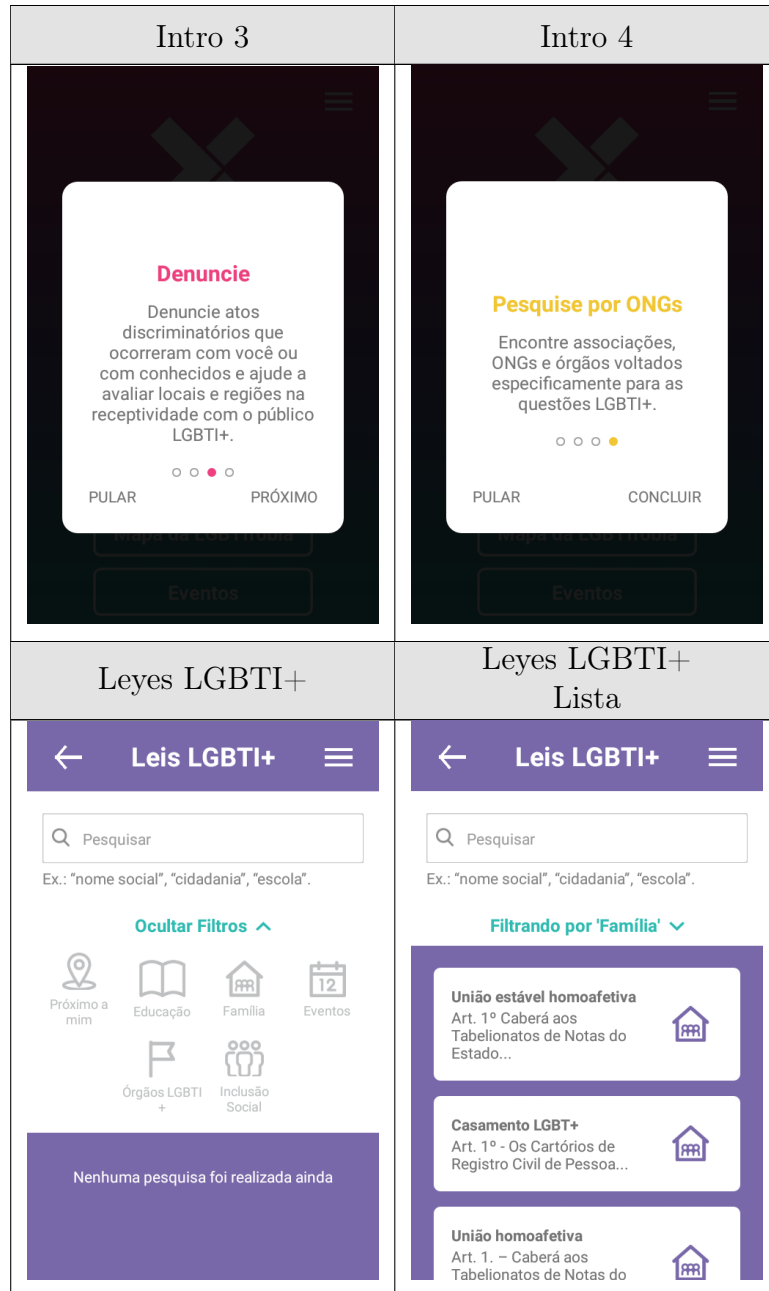 Intro 3
Intro 4
Denuncie
Denuncie atos
discriminatórios que
ocorreram com você ou
com conhecidos e ajude a
avaliar locais e regiões na
receptividade com o público
LGBTI+.
PULAR
PRÓXIMO
Mapa da LGBTfobia
Eventos
Pesquise por ONGs
Encontre associações,
ONGs e órgãos voltados
especificamente para as
questões LGBTI+.
PULAR
CONCLUIR
Mapa da LGBTfobia
Eventos
Leyes LGBTI+
Leyes LGBTI+
Lista
Leis LGBTI+
Pesquisar
Ex.: “nome social”, “cidadania”, “escola”.
Ocultar Filtros
Próximo a
mim
Educação
Família
12
Eventos
Órgãos LGBTI
+
Inclusão
Social
Nenhuma pesquisa foi realizada ainda
Leis LGBTI+
Pesquisar
Ex.: “nome social”, “cidadania”, “escola”.
Filtrando por 'Família'
União estável homoafetiva
Art. 1º Caberá aos
Tabelionatos de Notas do
Estado...
Casamento LGBT+
Art. 1º - Os Cartórios de
Registro Civil de Pessoa...
União homoafetiva
Art. 1. – Caberá aos
Tabelionatos de Notas do